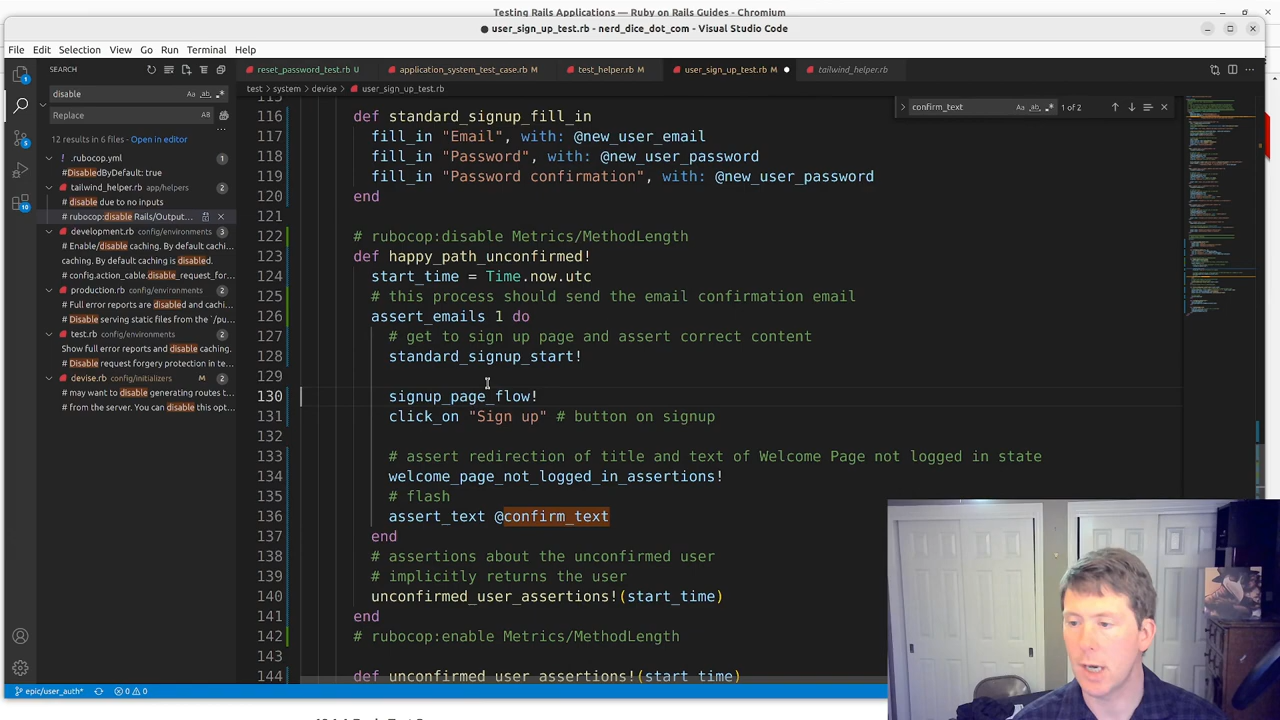 Testing Rails Applications — Ruby on Rails Guides - Chromium
● user_sign_up_test.rb - nerd_dice_dot_com - Visual Studio Code
File Edit Selection View Go Run Terminal Help
SEARCH
reset_password_test.rb U
application_system_test_case.rb M
test_helper.rb M
user_sign_up_test.rb M ●
tailwind_helper.rb
test > system > devise > user_sign_up_test.rb
disable
Replace
12 results in 6 files - Open in editor
.rubocop.yml 1
#DisabledByDefault: true
tailwind_helper.rb app/helpers 2
# disable due to no inputs
# rubocop:disable Rails/Output...
development.rb config/environments 3
# Enable/disable caching. By default cachi...
caching. By default caching is disabled.
# config.action_cable.disable_request_for...
production.rb config/environments 2
# Full error reports are disabled and cachi...
# Disable serving static files from the `/pu...
test.rb config/environments 2
Show full error reports and disable caching.
# Disable request forgery protection in te...
devise.rb config/initializers M 2
# may want to disable generating routes t...
# from the server. You can disable this opt...
confirm_text
1 of 2
115
116 def standard_signup_fill_in
117 fill_in "Email", with: @new_user_email
118 fill_in "Password", with: @new_user_password
119 fill_in "Password confirmation", with: @new_user_password
120 end
121
122 # rubocop:disable Metrics/MethodLength
123 def happy_path_unconfirmed!
124 start_time = Time.now.utc
125 # this process should send the email confirmation email
126 assert_emails 1 do
127 # get to sign up page and assert correct content
128 standard_signup_start!
129
130 signup_page_flow!
131 click_on "Sign up" # button on signup
132
133 # assert redirection of title and text of Welcome Page not logged in state
134 welcome_page_not_logged_in_assertions!
135 # flash
136 assert_text @confirm_text
137 end
138 # assertions about the unconfirmed user
139 # implicitly returns the user
140 unconfirmed_user_assertions!(start_time)
141 end
142 # rubocop:enable Metrics/MethodLength
143
144 def unconfirmed_user_assertions!(start_time)
epic/user_auth* 0 0